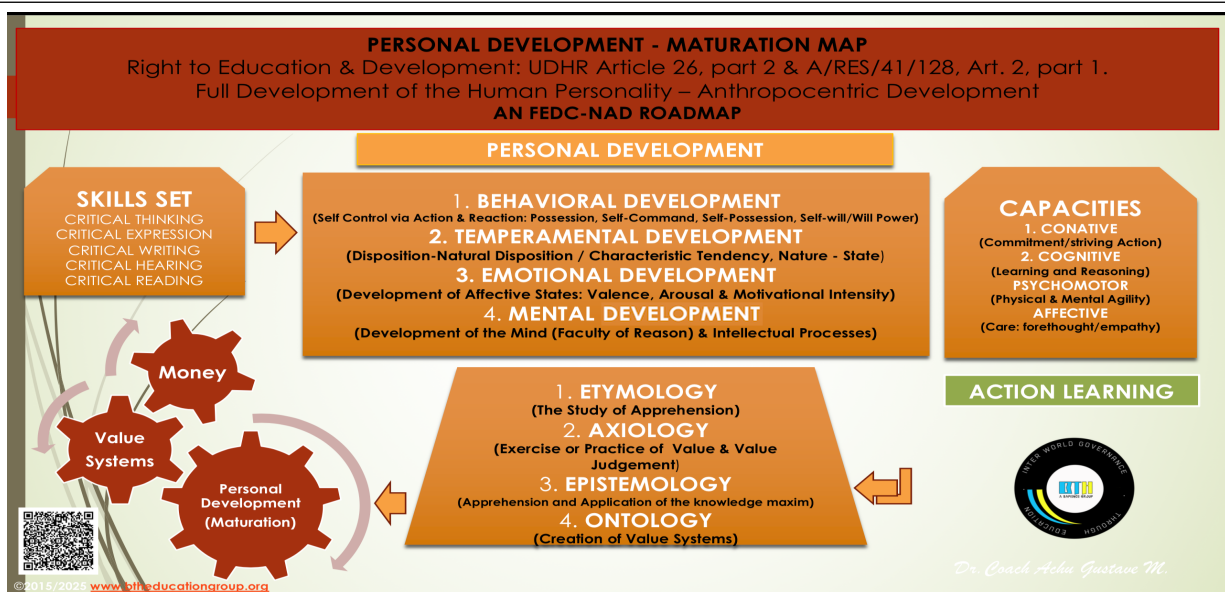 PERSONAL DEVELOPMENT - MATURATION MAP
Right to Education & Development: UDHR Article 26, part 2 & A/RES/41/128, Art. 2, part 1.
Full Development of the Human Personality – Anthropocentric Development
AN FEDC-NAD ROADMAP
PERSONAL DEVELOPMENT
SKILLS SET
CRITICAL THINKING
CRITICAL EXPRESSION
CRITICAL WRITING
CRITICAL HEARING
CRITICAL READING
1. BEHAVIORAL DEVELOPMENT
(Self Control via Action & Reaction: Possession, Self-Command, Self-Possession, Self-will/Will Power)
2. TEMPERAMENTAL DEVELOPMENT
(Disposition-Natural Disposition / Characteristic Tendency, Nature - State)
3. EMOTIONAL DEVELOPMENT
(Development of Affective States: Valence, Arousal & Motivational Intensity)
4. MENTAL DEVELOPMENT
(Development of the Mind (Faculty of Reason) & Intellectual Processes)
CAPACITIES
1. CONATIVE
(Commitment/striving Action)
2. COGNITIVE
(Learning and Reasoning)
PSYCHOMOTOR
(Physical & Mental Agility)
AFFECTIVE
(Care: forethought/empathy)
ACTION LEARNING
1. ETYMOLOGY
(The Study of Apprehension)
2. AXIOLOGY
(Exercise or Practice of Value & Value
Judgement)
3. EPISTEMOLOGY
(Apprehension and Application of the knowledge maxim)
4. ONTOLOGY
(Creation of Value Systems)
Money
Value
Systems
Personal
Development
(Maturation)
INTER WORLD GOVERNANCE
THROUGH EDUCATION
BTH
Dr. Coach Achu Gustave M.
©2015/2025 www.btheducationgroup.org